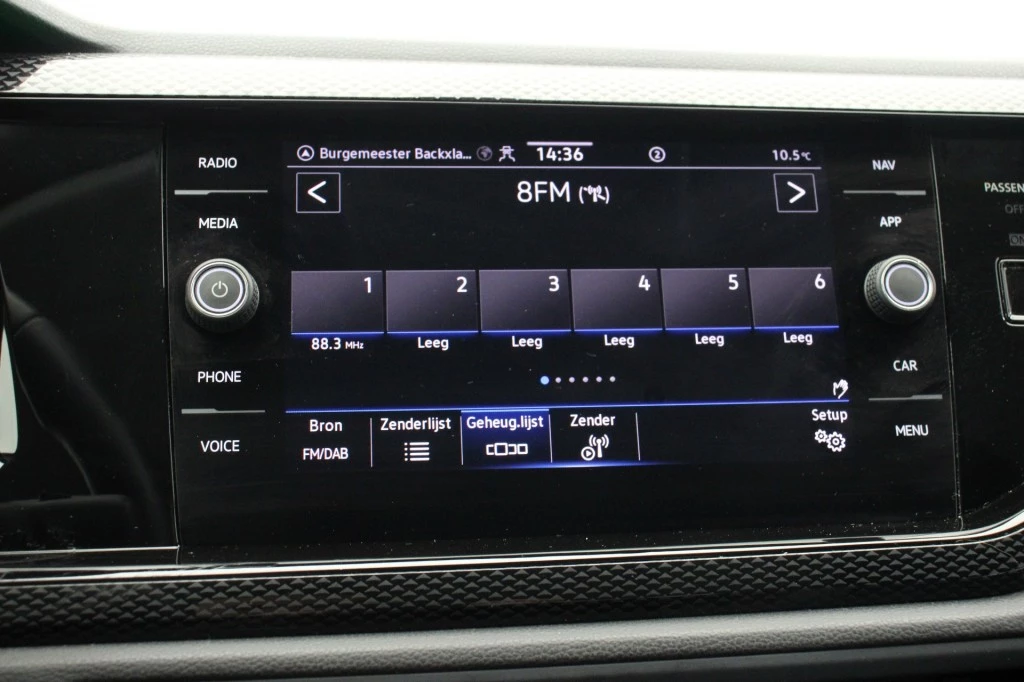 RADIO
MEDIA
PHONE
VOICE
Burgemeester Backxla... 14:36 2 10.5°C
<
8FM
>
1 2 3 4 5 6
88.3 MHz Leeg Leeg Leeg Leeg Leeg
Bron
FM/DAB
Zenderlijst
Geheug.lijst
Zender
Setup
NAV
APP
CAR
MENU
PASSEN
OFF